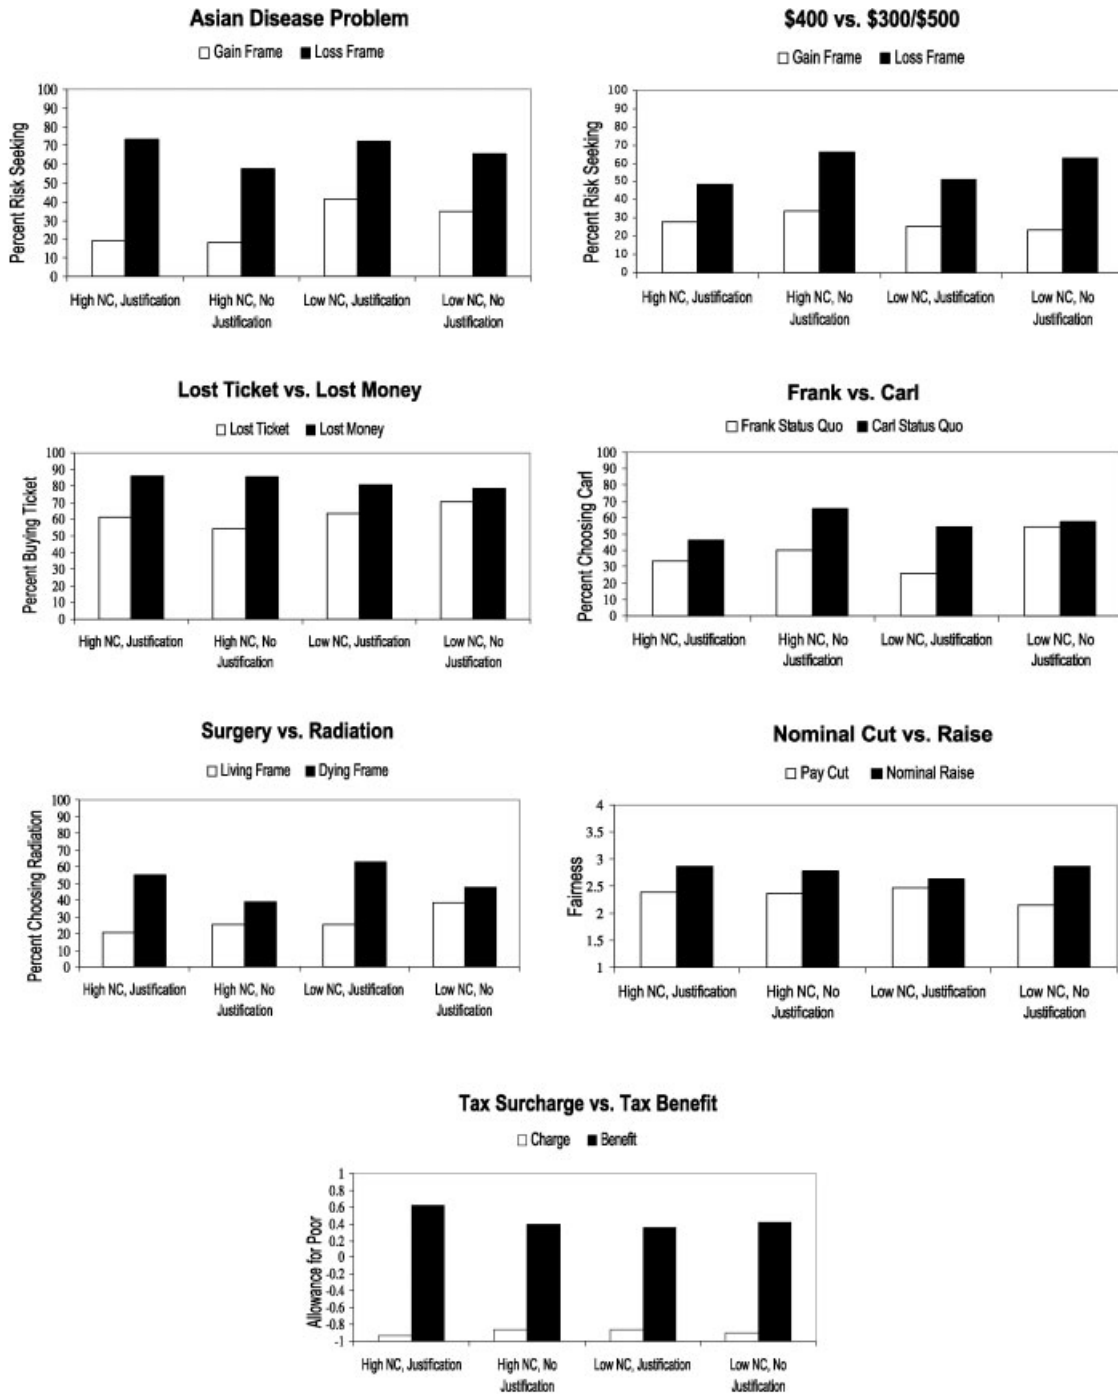 Asian Disease Problem
Gain Frame Loss Frame
Percent Risk Seeking
100
90
80
70
60
50
40
30
20
10
0
High NC, Justification High NC, No Low NC, Justification Low NC, No
Justification Justification
$400 vs. $300/$500
Gain Frame Loss Frame
Percent Risk Seeking
100
90
80
70
60
50
40
30
20
10
0
High NC, Justification High NC, No Low NC, Justification Low NC, No
Justification Justification
Lost Ticket vs. Lost Money
Lost Ticket Lost Money
Percent Buying Ticket
100
90
80
70
60
50
40
30
20
10
0
High NC, Justification High NC, No Low NC, Justification Low NC, No
Justification Justification
Frank vs. Carl
Frank Status Quo Carl Status Quo
Percent Choosing Carl
100
90
80
70
60
50
40
30
20
10
0
High NC, Justification High NC, No Low NC, Justification Low NC, No
Justification Justification
Surgery vs. Radiation
Living Frame Dying Frame
Percent Choosing Radiation
100
90
80
70
60
50
40
30
20
10
0
High NC, Justification High NC, No Low NC, Justification Low NC, No
Justification Justification
Nominal Cut vs. Raise
Pay Cut Nominal Raise
Fairness
4
3.5
3
2.5
2
1.5
1
High NC, Justification High NC, No Low NC, Justification Low NC, No
Justification Justification
Tax Surcharge vs. Tax Benefit
Charge Benefit
Allowance for Poor
1
0.8
0.6
0.4
0.2
0
-0.2
-0.4
-0.6
-0.8
-1
High NC, Justification High NC, No Low NC, Justification Low NC, No
Justification Justification